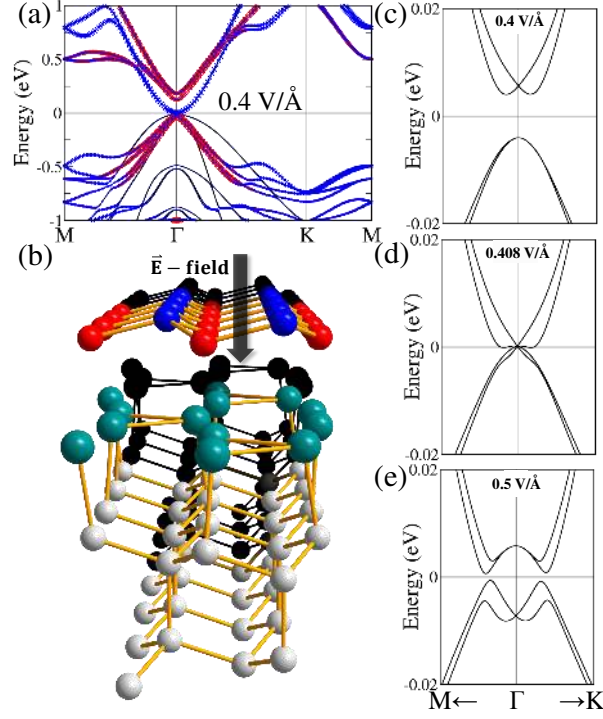 (a)
1
0.5
0
-0.5
-1
Energy (eV)
0.4 V/Å
M
Γ
K
M
(b)
E⃗ – field
(c)
0.02
0
-0.02
Energy (eV)
0.4 V/Å
(d)
0.02
0
-0.02
Energy (eV)
0.408 V/Å
(e)
0.02
0
-0.02
Energy (eV)
0.5 V/Å
M← Γ →K